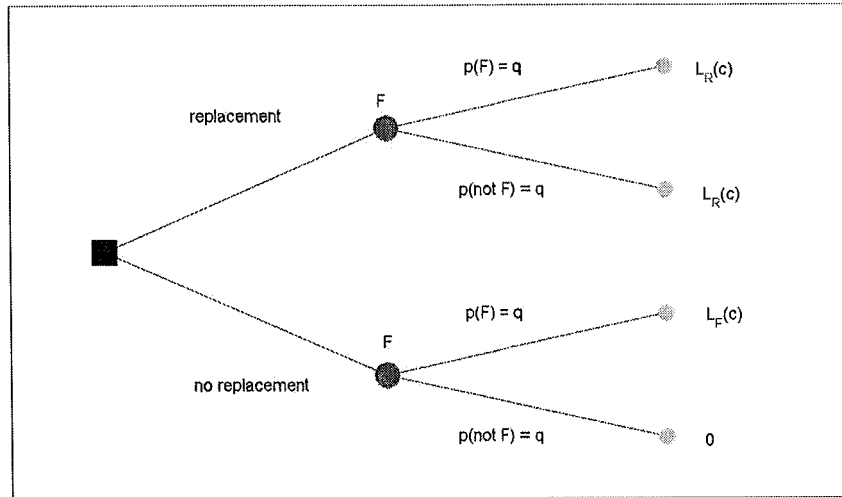 p(F) = q
L_R(c)
F
replacement
p(not F) = q
L_R(c)
p(F) = q
L_F(c)
F
no replacement
p(not F) = q
0